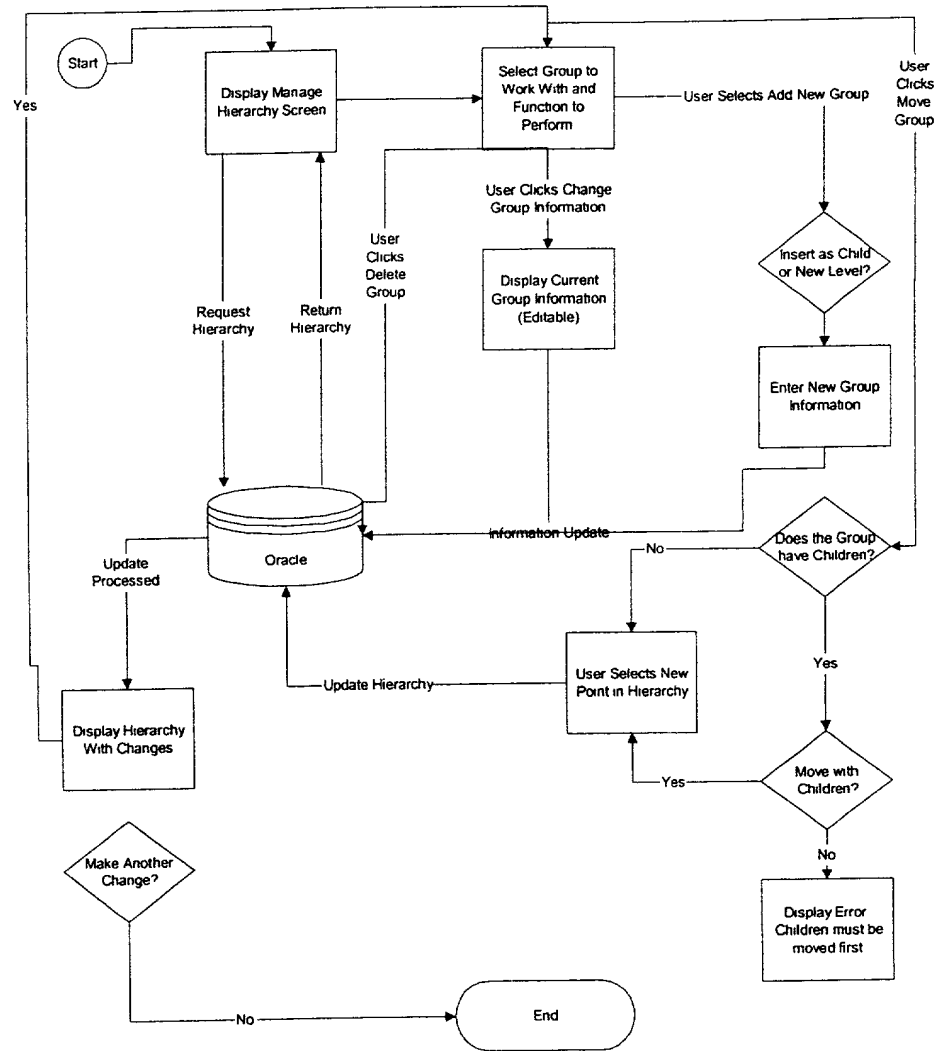 Start
Yes
Display Manage
Hierarchy Screen
Select Group to
Work With and
Function to
Perform
User Selects Add New Group
User
Clicks
Move
Group
User Clicks Change
Group Information
User
Clicks
Delete
Group
Insert as Child
or New Level?
Display Current
Group Information
(Editable)
Request
Hierarchy
Return
Hierarchy
Enter New Group
Information
Information Update
Oracle
Does the Group
have Children?
No
Update
Processed
Yes
User Selects New
Point in Hierarchy
Update Hierarchy
Display Hierarchy
With Changes
Move with
Children?
Yes
No
Make Another
Change?
Display Error
Children must be
moved first
No
End